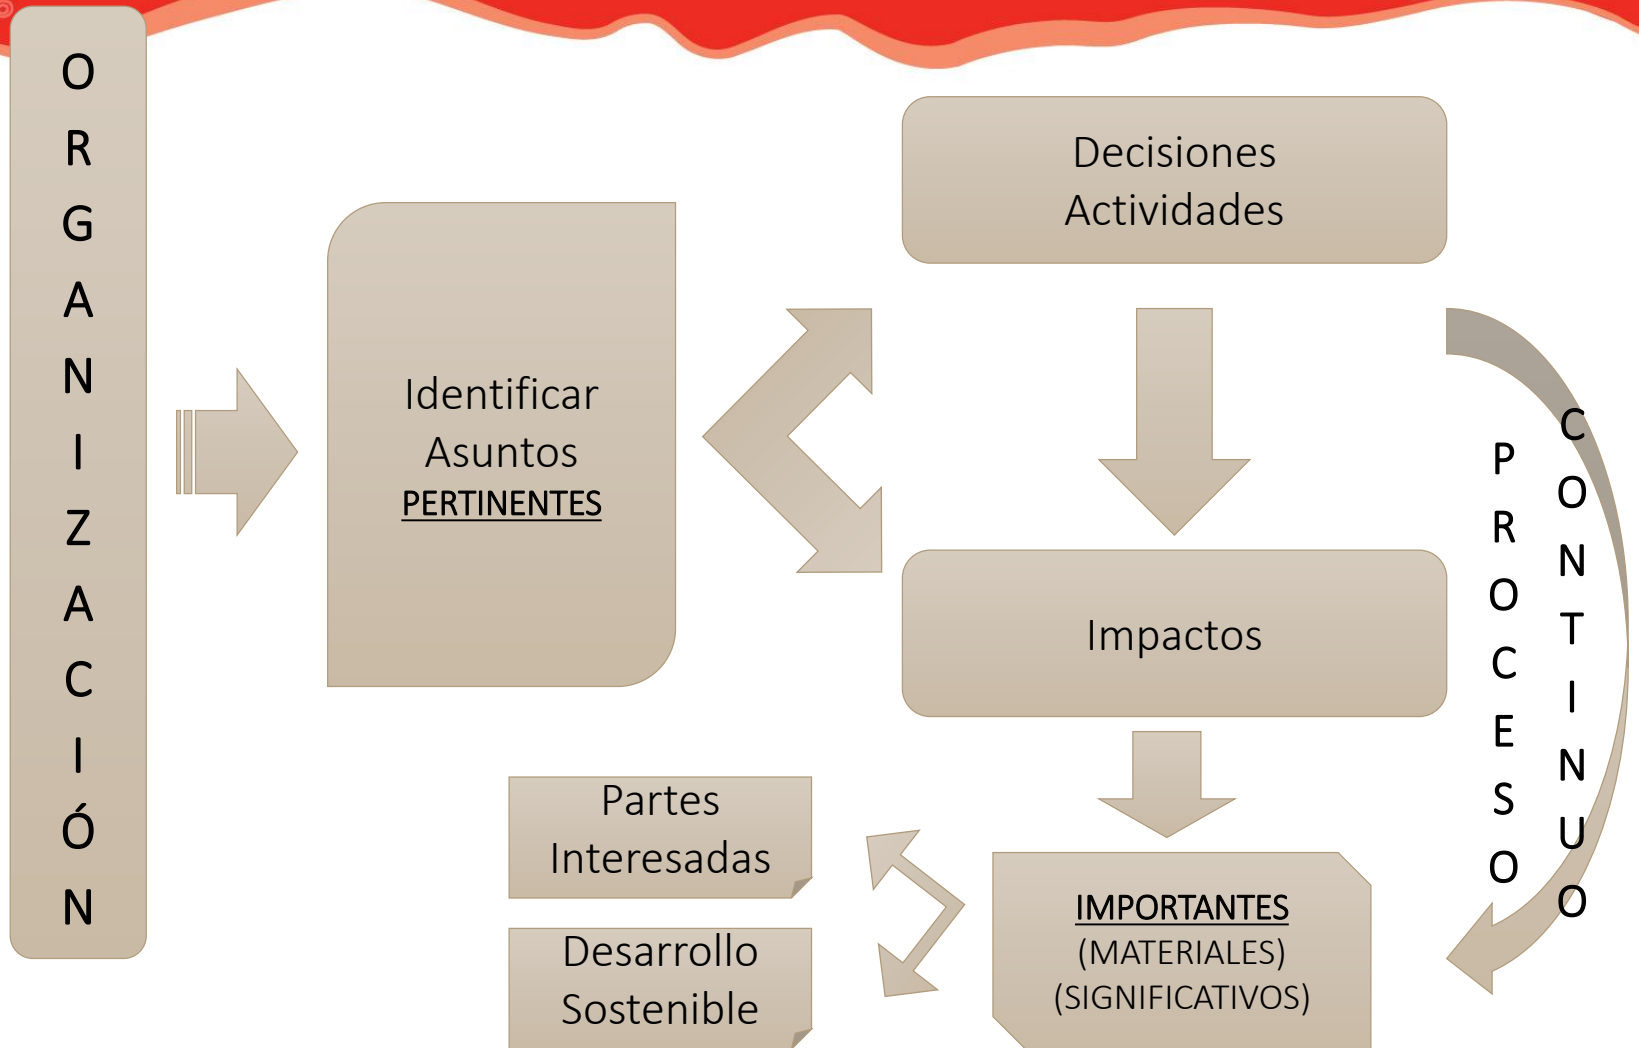 ORGANIZACIÓN
Identificar
Asuntos
PERTINENTES
Decisiones
Actividades
Impactos
IMPORTANTES
(MATERIALES)
(SIGNIFICATIVOS)
Partes
Interesadas
Desarrollo
Sostenible
PROCESO
CONTINUO